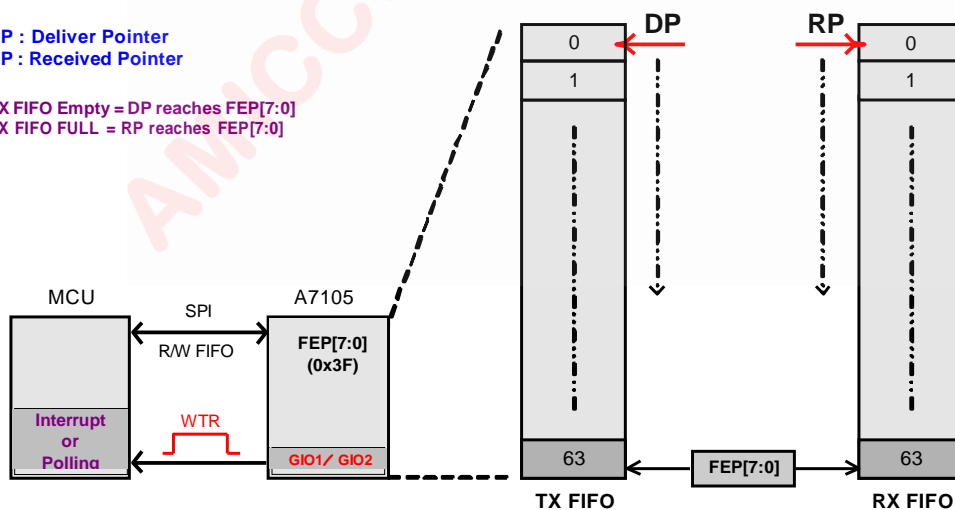 P : Deliver Pointer
P : Received Pointer
X FIFO Empty = DP reaches FEP[7:0]
X FIFO FULL = RP reaches FEP[7:0]
AMCC
DP
RP
0
0
1
1
MCU
SPI
R/W FIFO
A7105
FEP[7:0]
(0x3F)
Interrupt
or
Polling
WTR
GIO1/ GIO2
63
FEP[7:0]
63
TX FIFO
RX FIFO